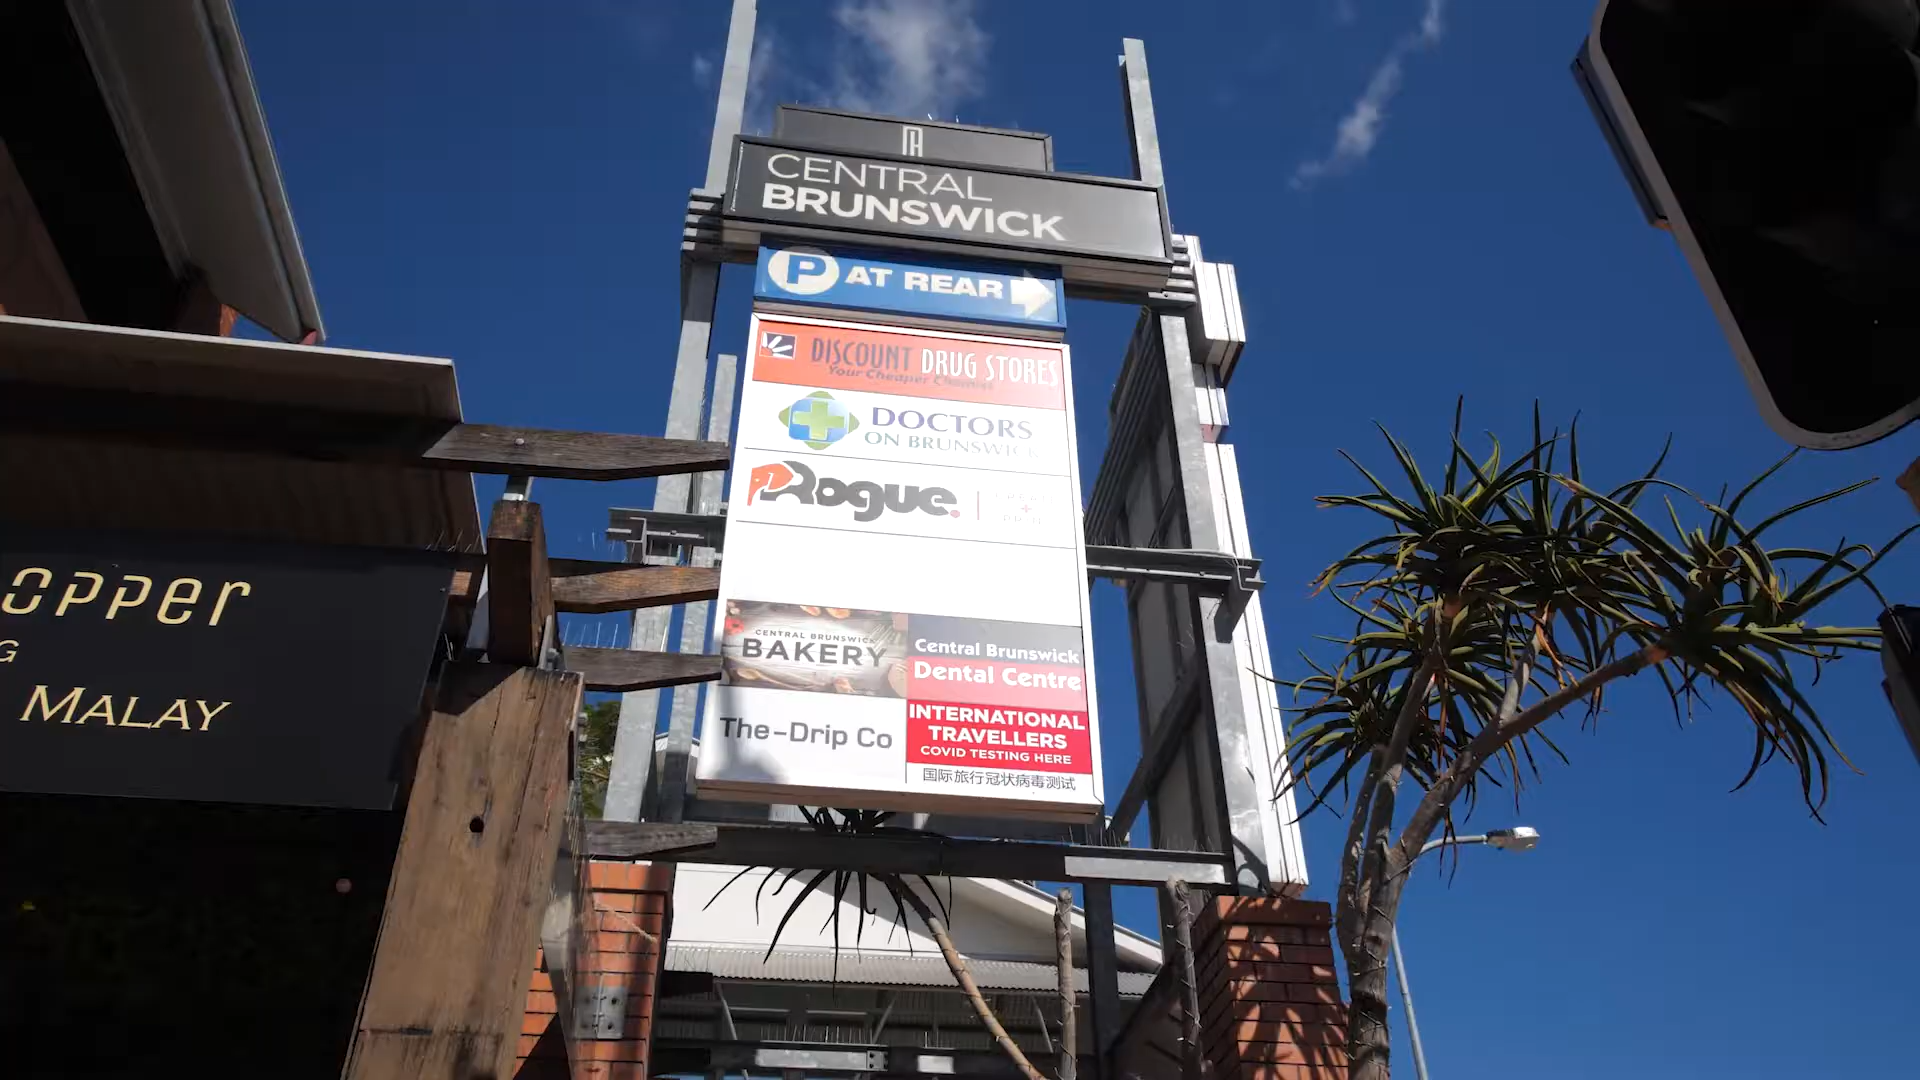 CENTRAL
BRUNSWICK
P AT REAR
DISCOUNT DRUG STORES
Your Cheaper Chemist
DOCTORS
ON BRUNSWICK
Rogue.
CENTRAL BRUNSWICK
BAKERY
Central Brunswick
Dental Centre
The-Drip Co
INTERNATIONAL
TRAVELLERS
COVID TESTING HERE
国际旅行冠状病毒测试
opper
G
MALAY